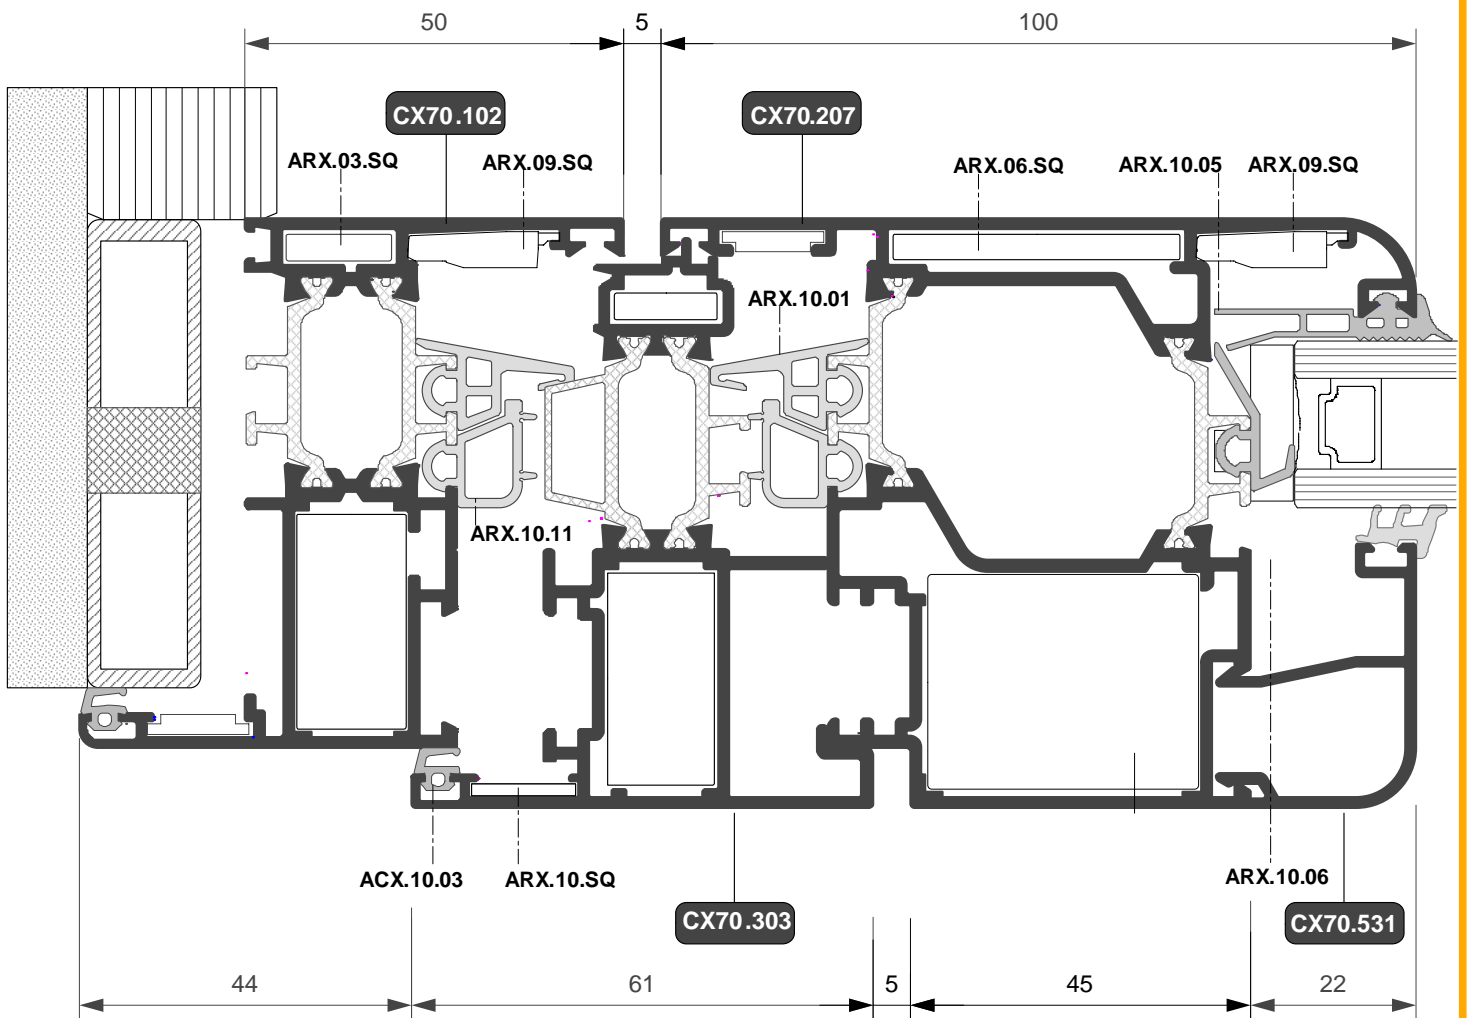 50
5
100
CX70.102
CX70.207
ARX.03.SQ
ARX.09.SQ
ARX.06.SQ
ARX.10.05
ARX.09.SQ
ARX.10.01
ARX.10.11
ACX.10.03
ARX.10.SQ
ARX.10.06
CX70.303
CX70.531
44
61
5
45
22